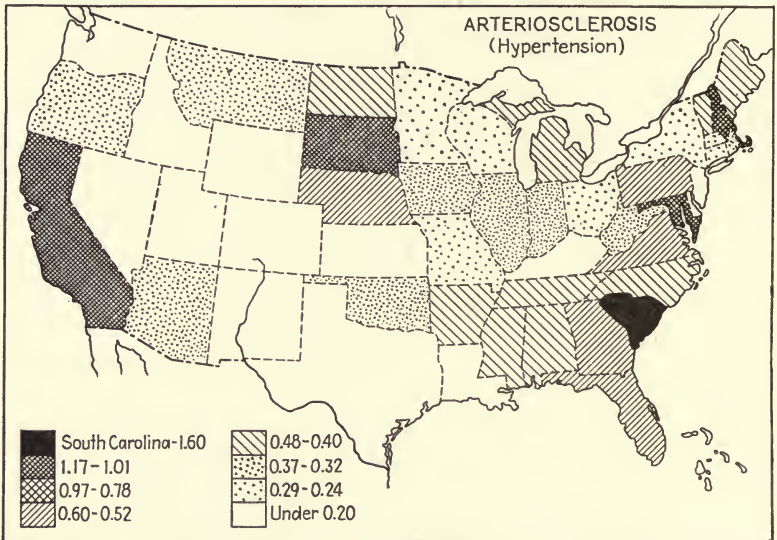 ARTERIOSCLEROSIS
(Hypertension)
South Carolina-1.60
1.17-1.01
0.97-0.78
0.60-0.52
0.48-0.40
0.37-0.32
0.29-0.24
Under 0.20